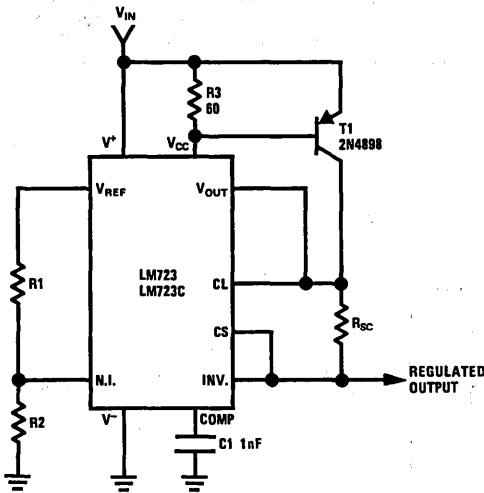 VIN
R3
60
T1
2N4898
V+
VCC
VREF
VOUT
LM723
LM723C
R1
CL
RSC
CS
N.I.
INV.
REGULATED
OUTPUT
R2
V−
COMP
C1 1nF